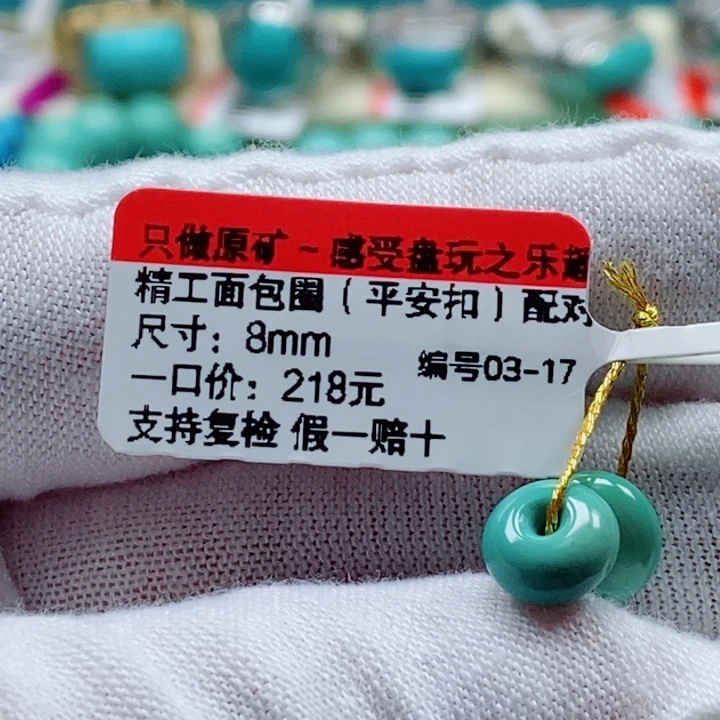 只做原矿 ~ 感受盘玩之乐趣
精工面包圈（平安扣）配对
尺寸：8mm
编号03-17
一口价：218元
支持复检 假一赔十